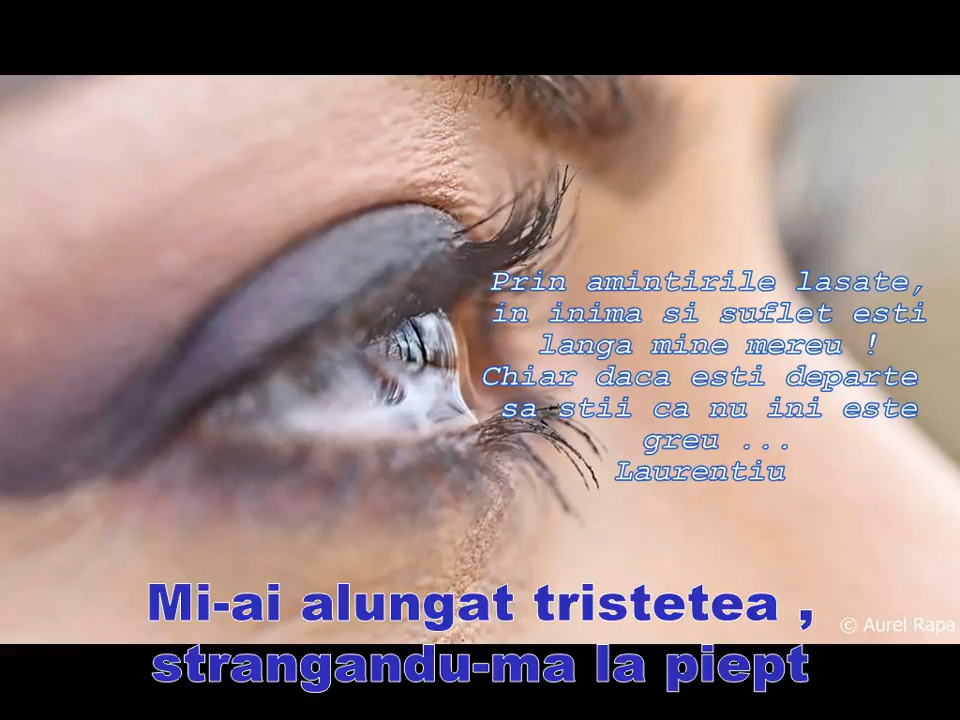 Prin amintirile lasate,
in inima si suflet esti
langa mine mereu !
Chiar daca esti departe
sa stii ca nu ini este
greu ...
Laurentiu
Mi-ai alungat tristetea ,
© Aurel Rapa
strangandu-ma la piept